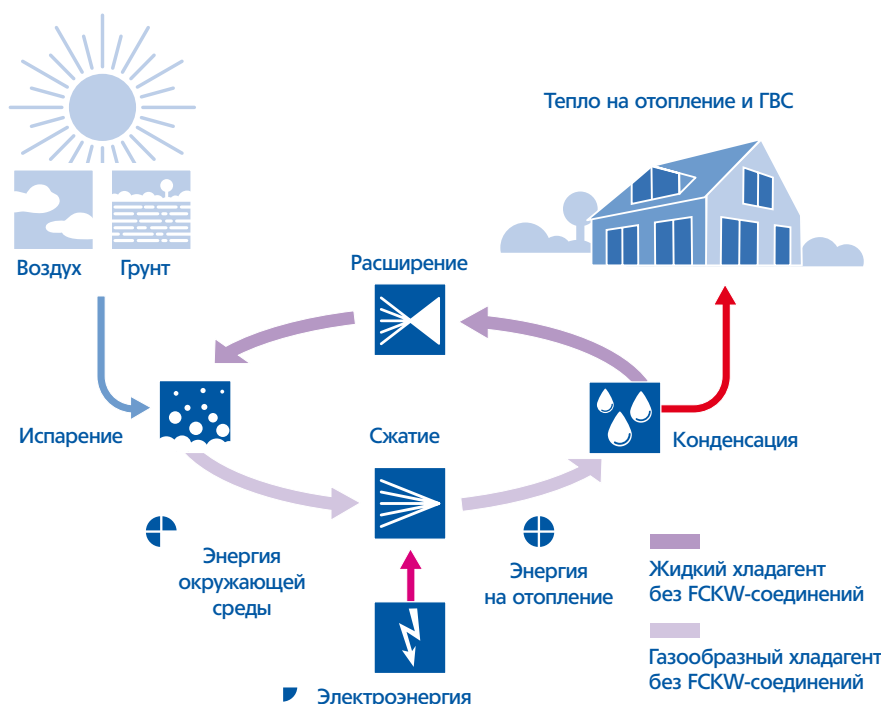 Тепло на отопление и ГВС
Воздух
Грунт
Расширение
Испарение
Сжатие
Конденсация
Энергия
окружающей
среды
Энергия
на отопление
Жидкий хладагент
без FCKW-соединений
Газообразный хладагент
без FCKW-соединений
Электроэнергия